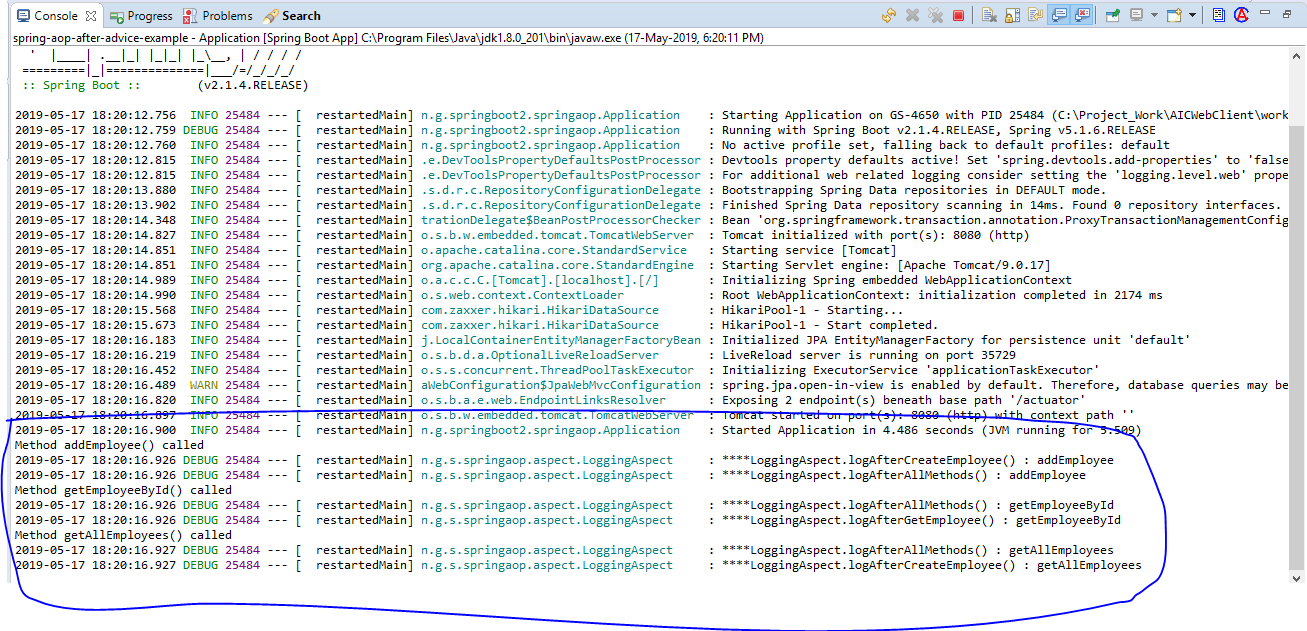 Console Progress Problems Search
spring-aop-after-advice-example - Application [Spring Boot App] C:\Program Files\Java\jdk1.8.0_201\bin\javaw.exe (17-May-2019, 6:20:11 PM)
  '  |____| .__|_| |_|_| |_\__, | / / / /
 =========|_|==============|___/=/_/_/_/
 :: Spring Boot ::        (v2.1.4.RELEASE)
2019-05-17 18:20:12.756  INFO 25484 --- [  restartedMain] n.g.springboot2.springaop.Application    : Starting Application on GS-4650 with PID 25484 (C:\Project_Work\AICWebClient\work
2019-05-17 18:20:12.759 DEBUG 25484 --- [  restartedMain] n.g.springboot2.springaop.Application    : Running with Spring Boot v2.1.4.RELEASE, Spring v5.1.6.RELEASE
2019-05-17 18:20:12.760  INFO 25484 --- [  restartedMain] n.g.springboot2.springaop.Application    : No active profile set, falling back to default profiles: default
2019-05-17 18:20:12.815  INFO 25484 --- [  restartedMain] .e.DevToolsPropertyDefaultsPostProcessor : Devtools property defaults active! Set 'spring.devtools.add-properties' to 'false
2019-05-17 18:20:12.815  INFO 25484 --- [  restartedMain] .e.DevToolsPropertyDefaultsPostProcessor : For additional web related logging consider setting the 'logging.level.web' prope
2019-05-17 18:20:13.880  INFO 25484 --- [  restartedMain] .s.d.r.c.RepositoryConfigurationDelegate : Bootstrapping Spring Data repositories in DEFAULT mode.
2019-05-17 18:20:13.902  INFO 25484 --- [  restartedMain] .s.d.r.c.RepositoryConfigurationDelegate : Finished Spring Data repository scanning in 14ms. Found 0 repository interfaces.
2019-05-17 18:20:14.348  INFO 25484 --- [  restartedMain] trationDelegate$BeanPostProcessorChecker : Bean 'org.springframework.transaction.annotation.ProxyTransactionManagementConfig
2019-05-17 18:20:14.827  INFO 25484 --- [  restartedMain] o.s.b.w.embedded.tomcat.TomcatWebServer  : Tomcat initialized with port(s): 8080 (http)
2019-05-17 18:20:14.851  INFO 25484 --- [  restartedMain] o.apache.catalina.core.StandardService   : Starting service [Tomcat]
2019-05-17 18:20:14.851  INFO 25484 --- [  restartedMain] org.apache.catalina.core.StandardEngine  : Starting Servlet engine: [Apache Tomcat/9.0.17]
2019-05-17 18:20:14.989  INFO 25484 --- [  restartedMain] o.a.c.c.C.[Tomcat].[localhost].[/]       : Initializing Spring embedded WebApplicationContext
2019-05-17 18:20:14.990  INFO 25484 --- [  restartedMain] o.s.web.context.ContextLoader            : Root WebApplicationContext: initialization completed in 2174 ms
2019-05-17 18:20:15.568  INFO 25484 --- [  restartedMain] com.zaxxer.hikari.HikariDataSource       : HikariPool-1 - Starting...
2019-05-17 18:20:15.673  INFO 25484 --- [  restartedMain] com.zaxxer.hikari.HikariDataSource       : HikariPool-1 - Start completed.
2019-05-17 18:20:16.183  INFO 25484 --- [  restartedMain] j.LocalContainerEntityManagerFactoryBean : Initialized JPA EntityManagerFactory for persistence unit 'default'
2019-05-17 18:20:16.219  INFO 25484 --- [  restartedMain] o.s.b.d.a.OptionalLiveReloadServer       : LiveReload server is running on port 35729
2019-05-17 18:20:16.452  INFO 25484 --- [  restartedMain] o.s.s.concurrent.ThreadPoolTaskExecutor  : Initializing ExecutorService 'applicationTaskExecutor'
2019-05-17 18:20:16.489  WARN 25484 --- [  restartedMain] aWebConfiguration$JpaWebMvcConfiguration : spring.jpa.open-in-view is enabled by default. Therefore, database queries may be
2019-05-17 18:20:16.820  INFO 25484 --- [  restartedMain] o.s.b.a.e.web.EndpointLinksResolver      : Exposing 2 endpoint(s) beneath base path '/actuator'
2019-05-17 18:20:16.897  INFO 25484 --- [  restartedMain] o.s.b.w.embedded.tomcat.TomcatWebServer  : Tomcat started on port(s): 8080 (http) with context path ''
2019-05-17 18:20:16.900  INFO 25484 --- [  restartedMain] n.g.springboot2.springaop.Application    : Started Application in 4.486 seconds (JVM running for 5.509)
Method addEmployee() called
2019-05-17 18:20:16.926 DEBUG 25484 --- [  restartedMain] n.g.s.springaop.aspect.LoggingAspect     : ****LoggingAspect.logAfterCreateEmployee() : addEmployee
2019-05-17 18:20:16.926 DEBUG 25484 --- [  restartedMain] n.g.s.springaop.aspect.LoggingAspect     : ****LoggingAspect.logAfterAllMethods() : addEmployee
Method getEmployeeById() called
2019-05-17 18:20:16.926 DEBUG 25484 --- [  restartedMain] n.g.s.springaop.aspect.LoggingAspect     : ****LoggingAspect.logAfterAllMethods() : getEmployeeById
2019-05-17 18:20:16.926 DEBUG 25484 --- [  restartedMain] n.g.s.springaop.aspect.LoggingAspect     : ****LoggingAspect.logAfterGetEmployee() : getEmployeeById
Method getAllEmployees() called
2019-05-17 18:20:16.927 DEBUG 25484 --- [  restartedMain] n.g.s.springaop.aspect.LoggingAspect     : ****LoggingAspect.logAfterAllMethods() : getAllEmployees
2019-05-17 18:20:16.927 DEBUG 25484 --- [  restartedMain] n.g.s.springaop.aspect.LoggingAspect     : ****LoggingAspect.logAfterCreateEmployee() : getAllEmployees